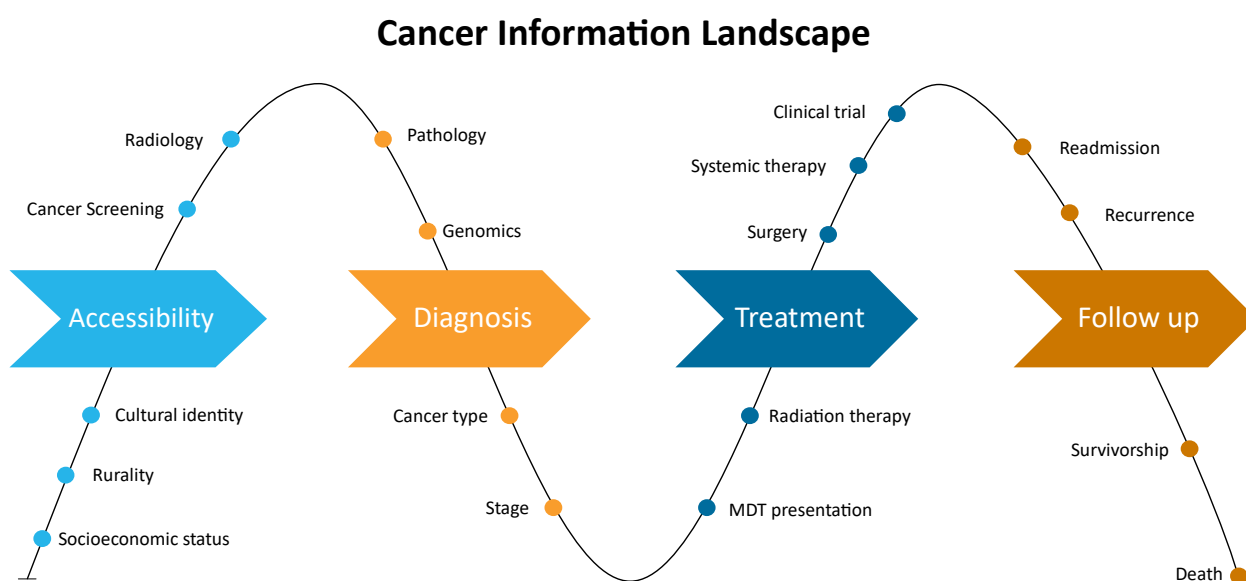 Cancer Information Landscape
Clinical trial
Radiology
Pathology
Readmission
Systemic therapy
Cancer Screening
Recurrence
Genomics
Surgery
Accessibility
Diagnosis
Treatment
Follow up
Cultural identity
Cancer type
Radiation therapy
Survivorship
Rurality
Stage
MDT presentation
Socioeconomic status
Death